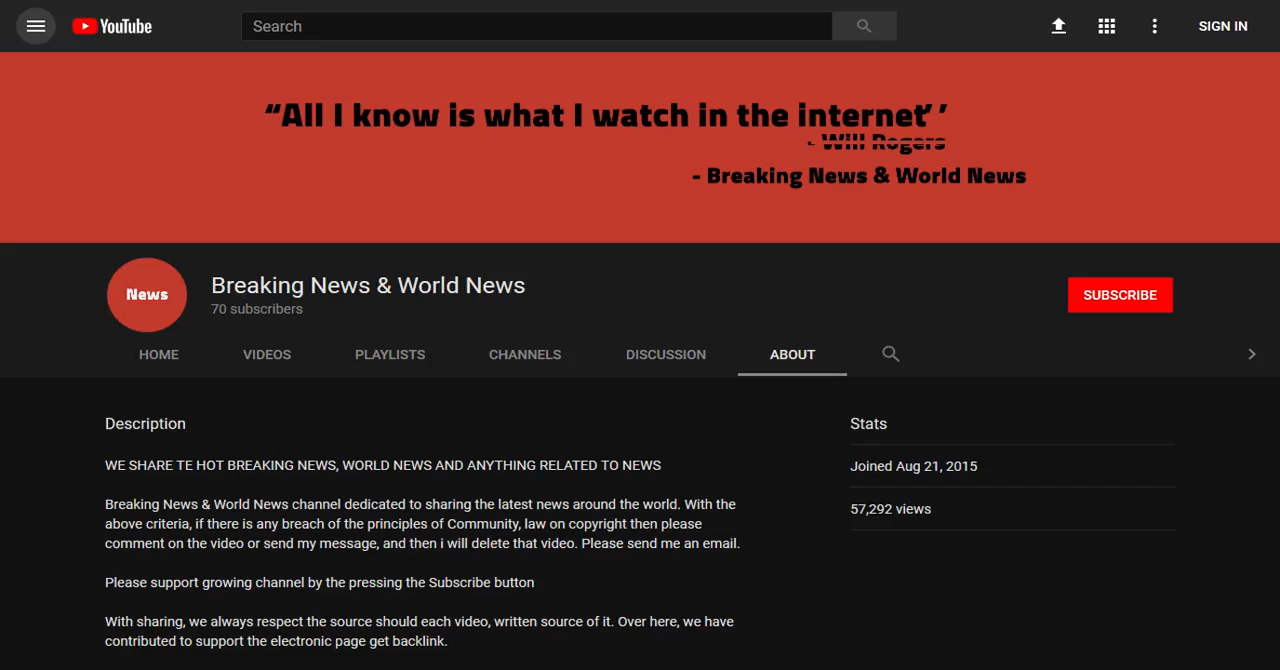 YouTube
Search
SIGN IN
“All I know is what I watch in the internet’’
- Will Rogers
- Breaking News & World News
News
Breaking News & World News
70 subscribers
SUBSCRIBE
HOME VIDEOS PLAYLISTS CHANNELS DISCUSSION ABOUT
Description
WE SHARE TE HOT BREAKING NEWS, WORLD NEWS AND ANYTHING RELATED TO NEWS
Breaking News & World News channel dedicated to sharing the latest news around the world. With the
above criteria, if there is any breach of the principles of Community, law on copyright then please
comment on the video or send my message, and then i will delete that video. Please send me an email.
Please support growing channel by the pressing the Subscribe button
With sharing, we always respect the source should each video, written source of it. Over here, we have
contributed to support the electronic page get backlink.
Stats
Joined Aug 21, 2015
57,292 views